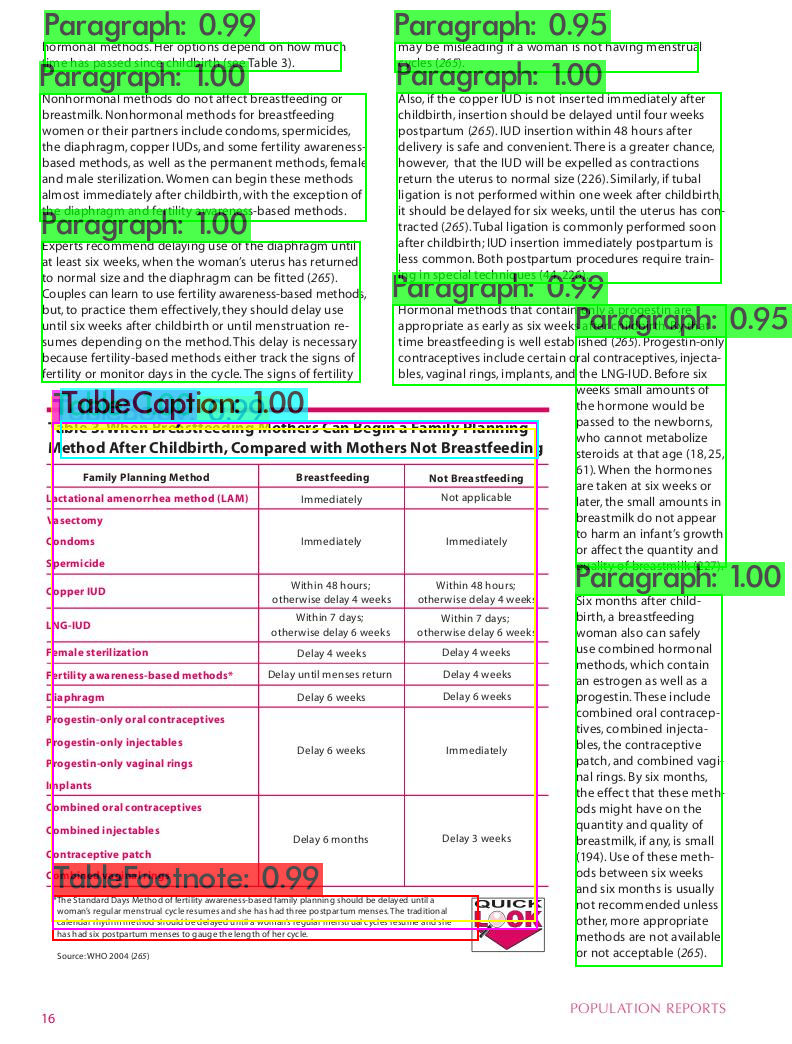 Paragraph: 0.99
hormonal methods. Her options depend on how much
time has passed since childbirth (see Table 3).
Paragraph: 1.00
Nonhormonal methods do not affect breastfeeding or
breastmilk. Nonhormonal methods for breastfeeding
women or their partners include condoms, spermicides,
the diaphragm, copper IUDs, and some fertility awareness-
based methods, as well as the permanent methods, female
and male sterilization. Women can begin these methods
almost immediately after childbirth, with the exception of
the diaphragm and fertility awareness-based methods.
Paragraph: 1.00
Experts recommend delaying use of the diaphragm until
at least six weeks, when the woman's uterus has returned
to normal size and the diaphragm can be fitted (265).
Couples can learn to use fertility awareness-based methods,
but, to practice them effectively, they should delay use
until six weeks after childbirth or until menstruation re-
sumes depending on the method. This delay is necessary
because fertility-based methods either track the signs of
fertility or monitor days in the cycle. The signs of fertility
Paragraph: 0.95
may be misleading if a woman is not having menstrual
cycles (265).
Paragraph: 1.00
Also, if the copper IUD is not inserted immediately after
childbirth, insertion should be delayed until four weeks
postpartum (265). IUD insertion within 48 hours after
delivery is safe and convenient. There is a greater chance,
however, that the IUD will be expelled as contractions
return the uterus to normal size (226). Similarly, if tubal
ligation is not performed within one week after childbirth,
it should be delayed for six weeks, until the uterus has con-
tracted (265). Tubal ligation is commonly performed soon
after childbirth; IUD insertion immediately postpartum is
less common. Both postpartum procedures require train-
ing in special techniques (44, 226).
Paragraph: 0.99
Hormonal methods that contain only a progestin are
appropriate as early as six weeks after childbirth. By that
time breastfeeding is well established (265). Progestin-only
contraceptives include certain oral contraceptives, injecta-
bles, vaginal rings, implants, and the LNG-IUD. Before six
Paragraph: 0.95
weeks small amounts of
the hormone would be
passed to the newborns,
who cannot metabolize
steroids at that age (18, 25,
61). When the hormones
are taken at six weeks or
later, the small amounts in
breastmilk do not appear
to harm an infant's growth
or affect the quantity and
quality of breastmilk (227).
Paragraph: 1.00
Six months after child-
birth, a breastfeeding
woman also can safely
use combined hormonal
methods, which contain
an estrogen as well as a
progestin. These include
combined oral contracep-
tives, combined injecta-
bles, the contraceptive
patch, and combined vagi-
nal rings. By six months,
the effect that these meth-
ods might have on the
quantity and quality of
breastmilk, if any, is small
(194). Use of these meth-
ods between six weeks
and six months is usually
not recommended unless
other, more appropriate
methods are not available
or not acceptable (265).
TableCaption: 1.00
Table 3. When Breastfeeding Mothers Can Begin a Family Planning
Method After Childbirth, Compared with Mothers Not Breastfeeding
Family Planning Method Breastfeeding Not Breastfeeding
Lactational amenorrhea method (LAM) Immediately Not applicable
Vasectomy
Condoms Immediately Immediately
Spermicide
Copper IUD Within 48 hours; otherwise delay 4 weeks Within 48 hours; otherwise delay 4 weeks
LNG-IUD Within 7 days; otherwise delay 6 weeks Within 7 days; otherwise delay 6 weeks
Female sterilization Delay 4 weeks Delay 4 weeks
Fertility awareness-based methods* Delay until menses return Delay 4 weeks
Diaphragm Delay 6 weeks Delay 6 weeks
Progestin-only oral contraceptives
Progestin-only injectables Delay 6 weeks Immediately
Progestin-only vaginal rings
Implants
Combined oral contraceptives
Combined injectables Delay 6 months Delay 3 weeks
Contraceptive patch
Combined vaginal rings
TableFootnote: 0.99
*The Standard Days Method of fertility awareness-based family planning should be delayed until a
woman's regular menstrual cycle resumes and she has had three postpartum menses. The traditional
calendar rhythm method should be delayed until a woman's regular menstrual cycles resume and she
has had six postpartum menses to gauge the length of her cycle.
QUICK
LOOK
Source: WHO 2004 (265)
16
POPULATION REPORTS